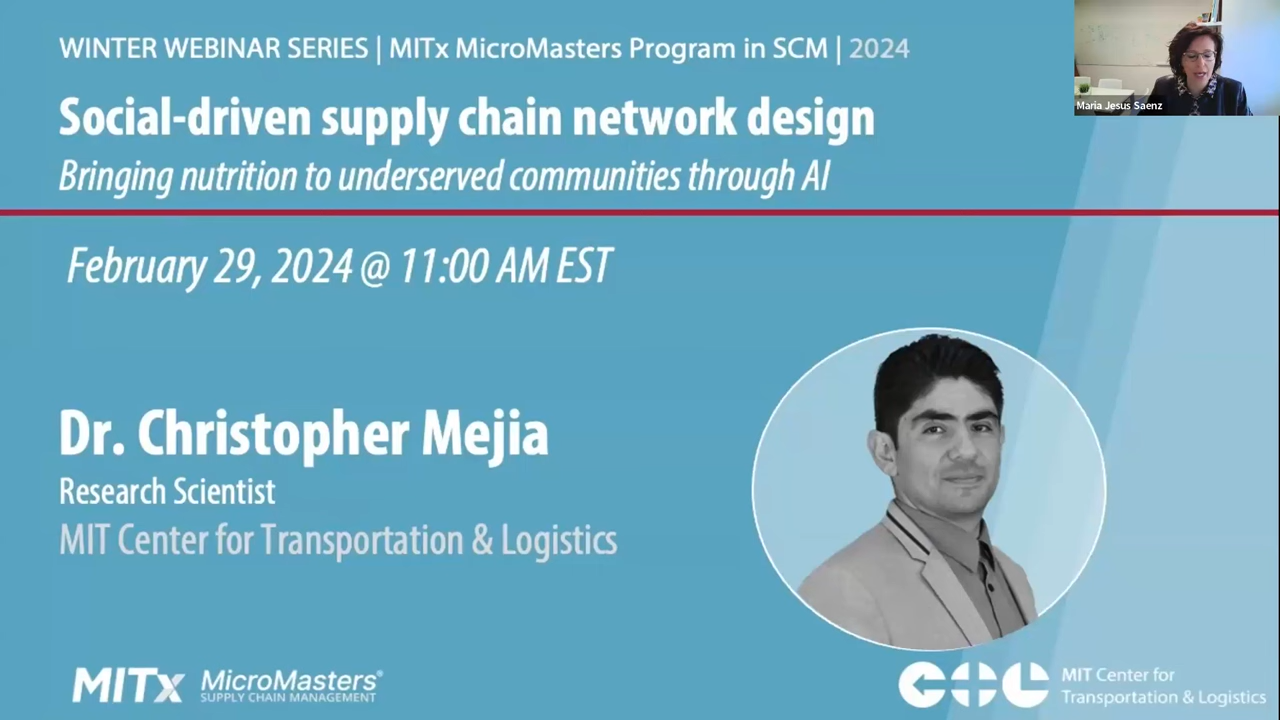 WINTER WEBINAR SERIES | MITx MicroMasters Program in SCM | 2024
Maria Jesus Saenz
Social-driven supply chain network design
Bringing nutrition to underserved communities through AI
February 29, 2024 @ 11:00 AM EST
Dr. Christopher Mejia
Research Scientist
MIT Center for Transportation & Logistics
MITx MicroMasters®
SUPPLY CHAIN MANAGEMENT
CTL MIT Center for
Transportation & Logistics